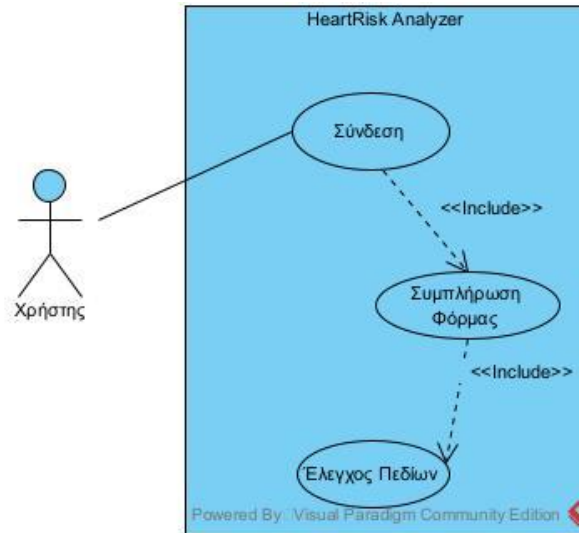 HeartRisk Analyzer
Σύνδεση
<<Include>>
Χρήστης
Συμπλήρωση
Φόρμας
<<Include>>
Έλεγχος Πεδίων
Powered By: Visual Paradigm Community Edition